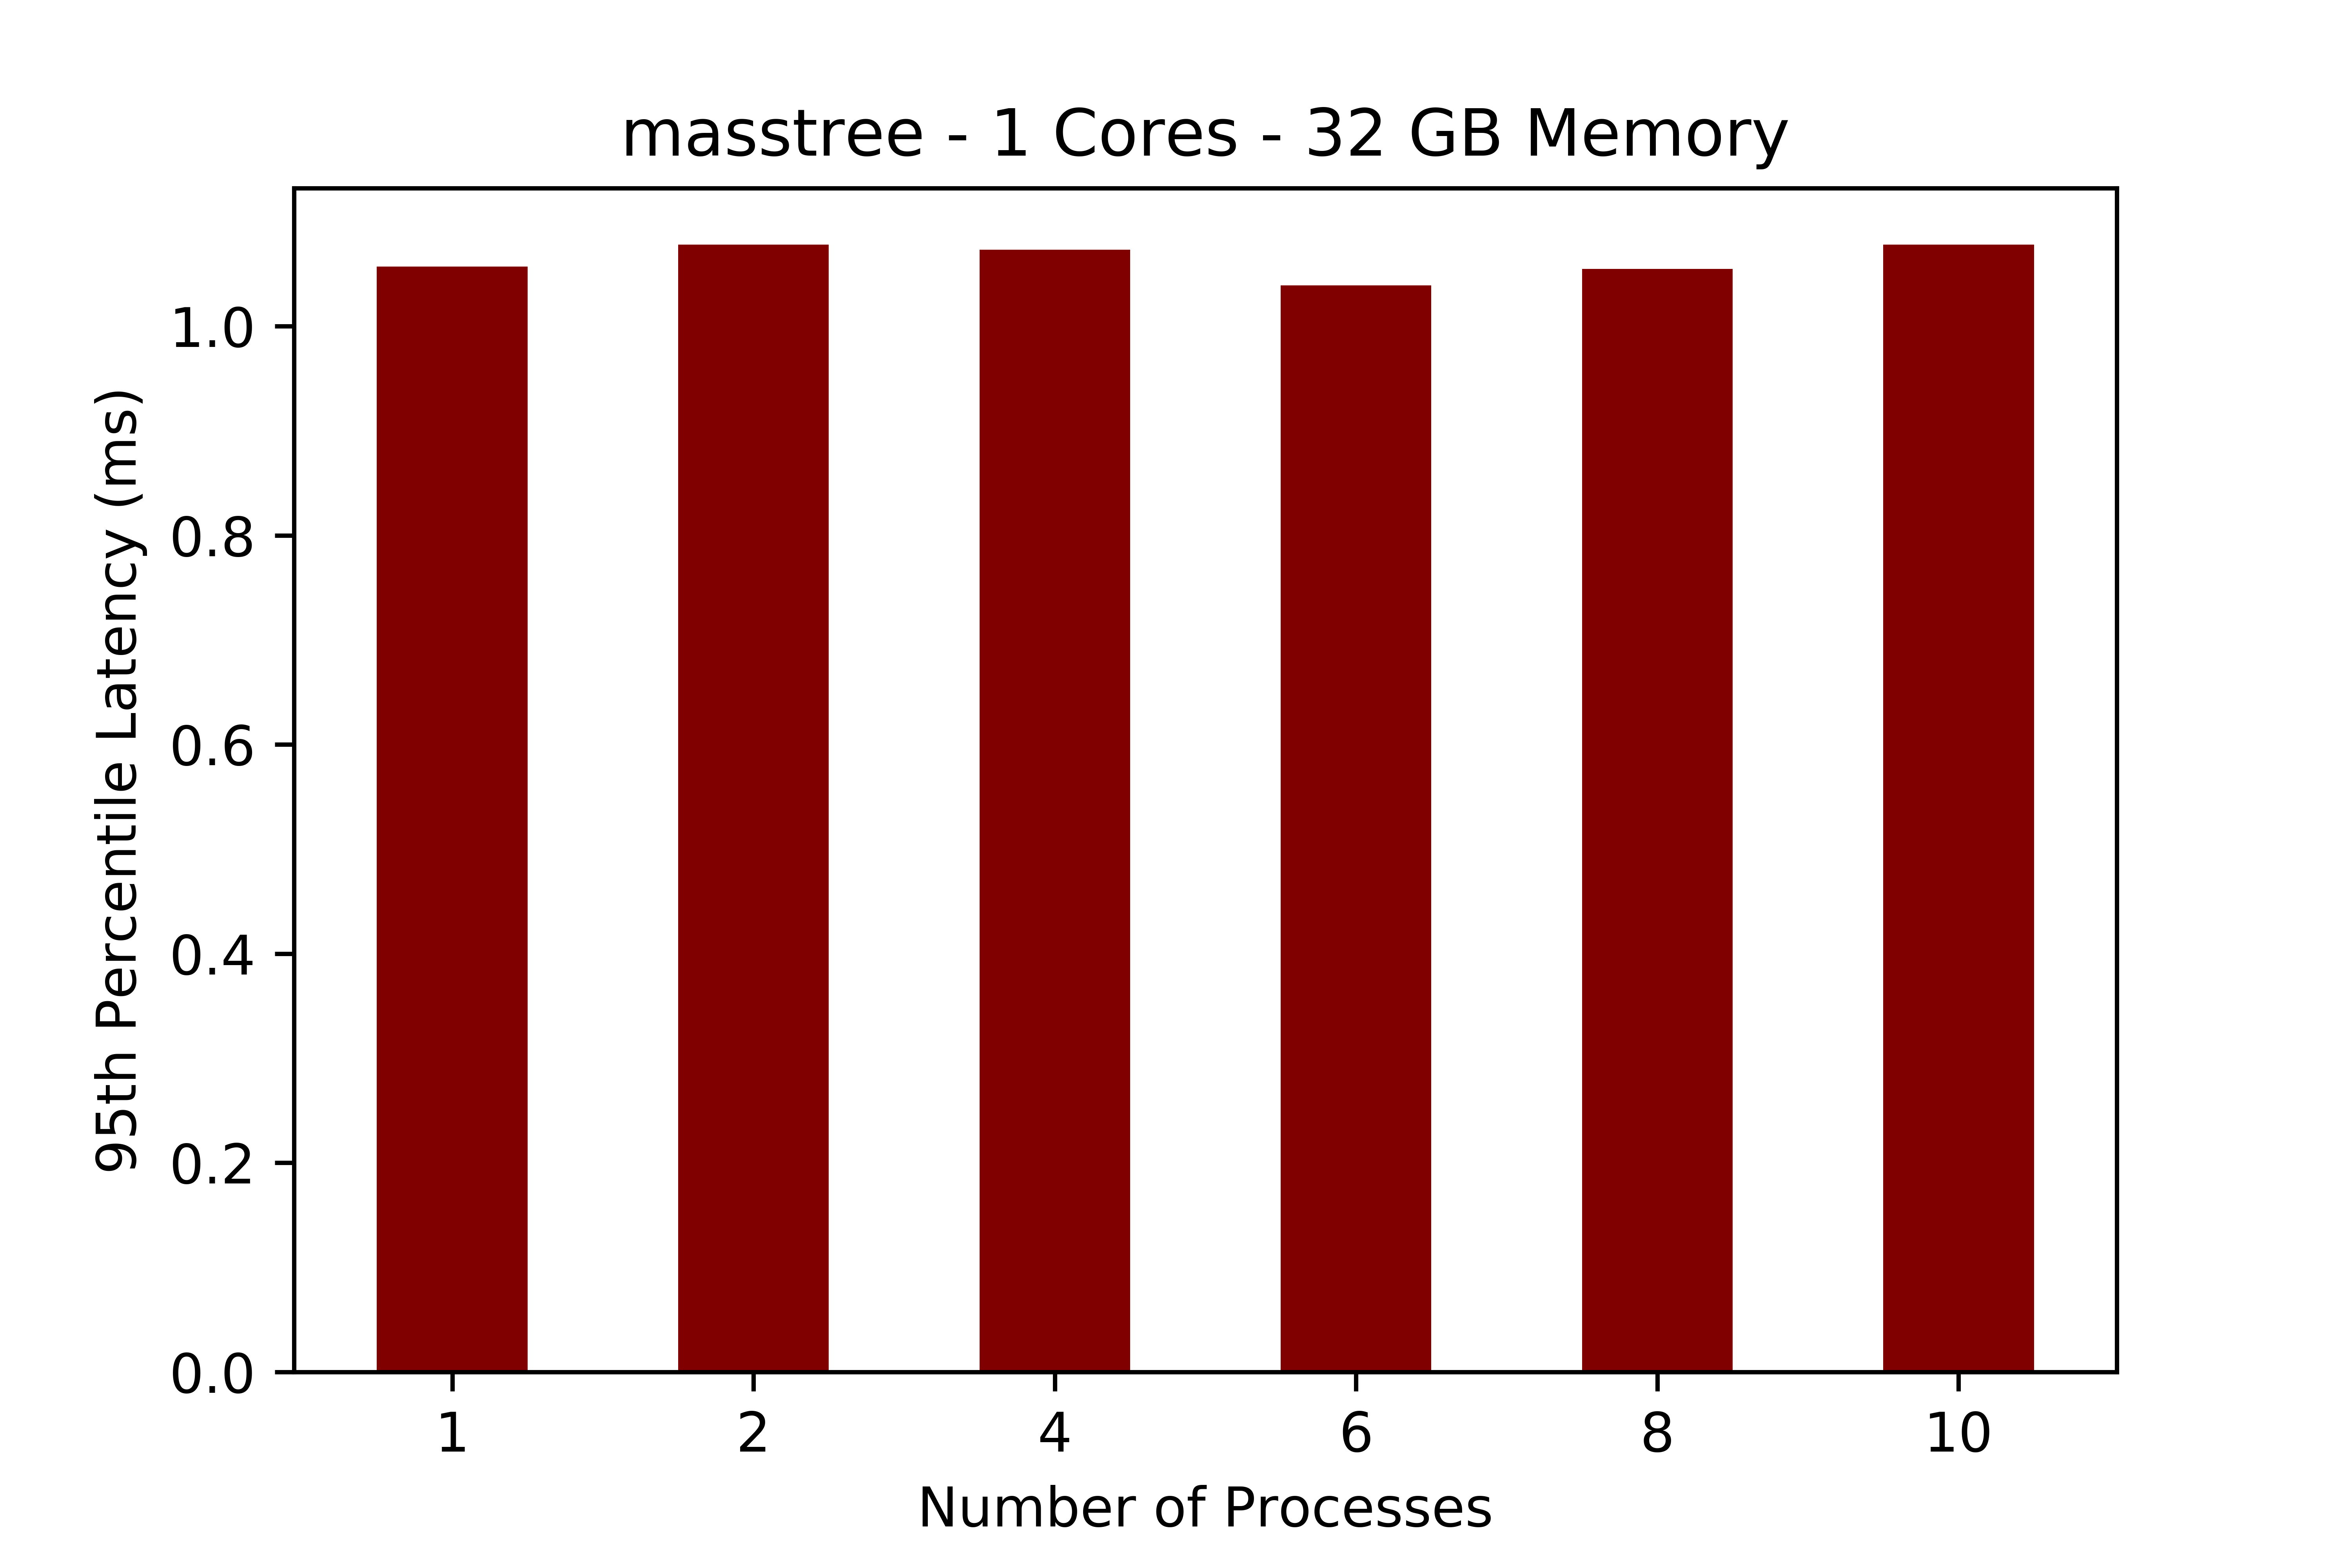 masstree - 1 Cores - 32 GB Memory
95th Percentile Latency (ms)
1.0
0.8
0.6
0.4
0.2
0.0
1 2 4 6 8 10
Number of Processes